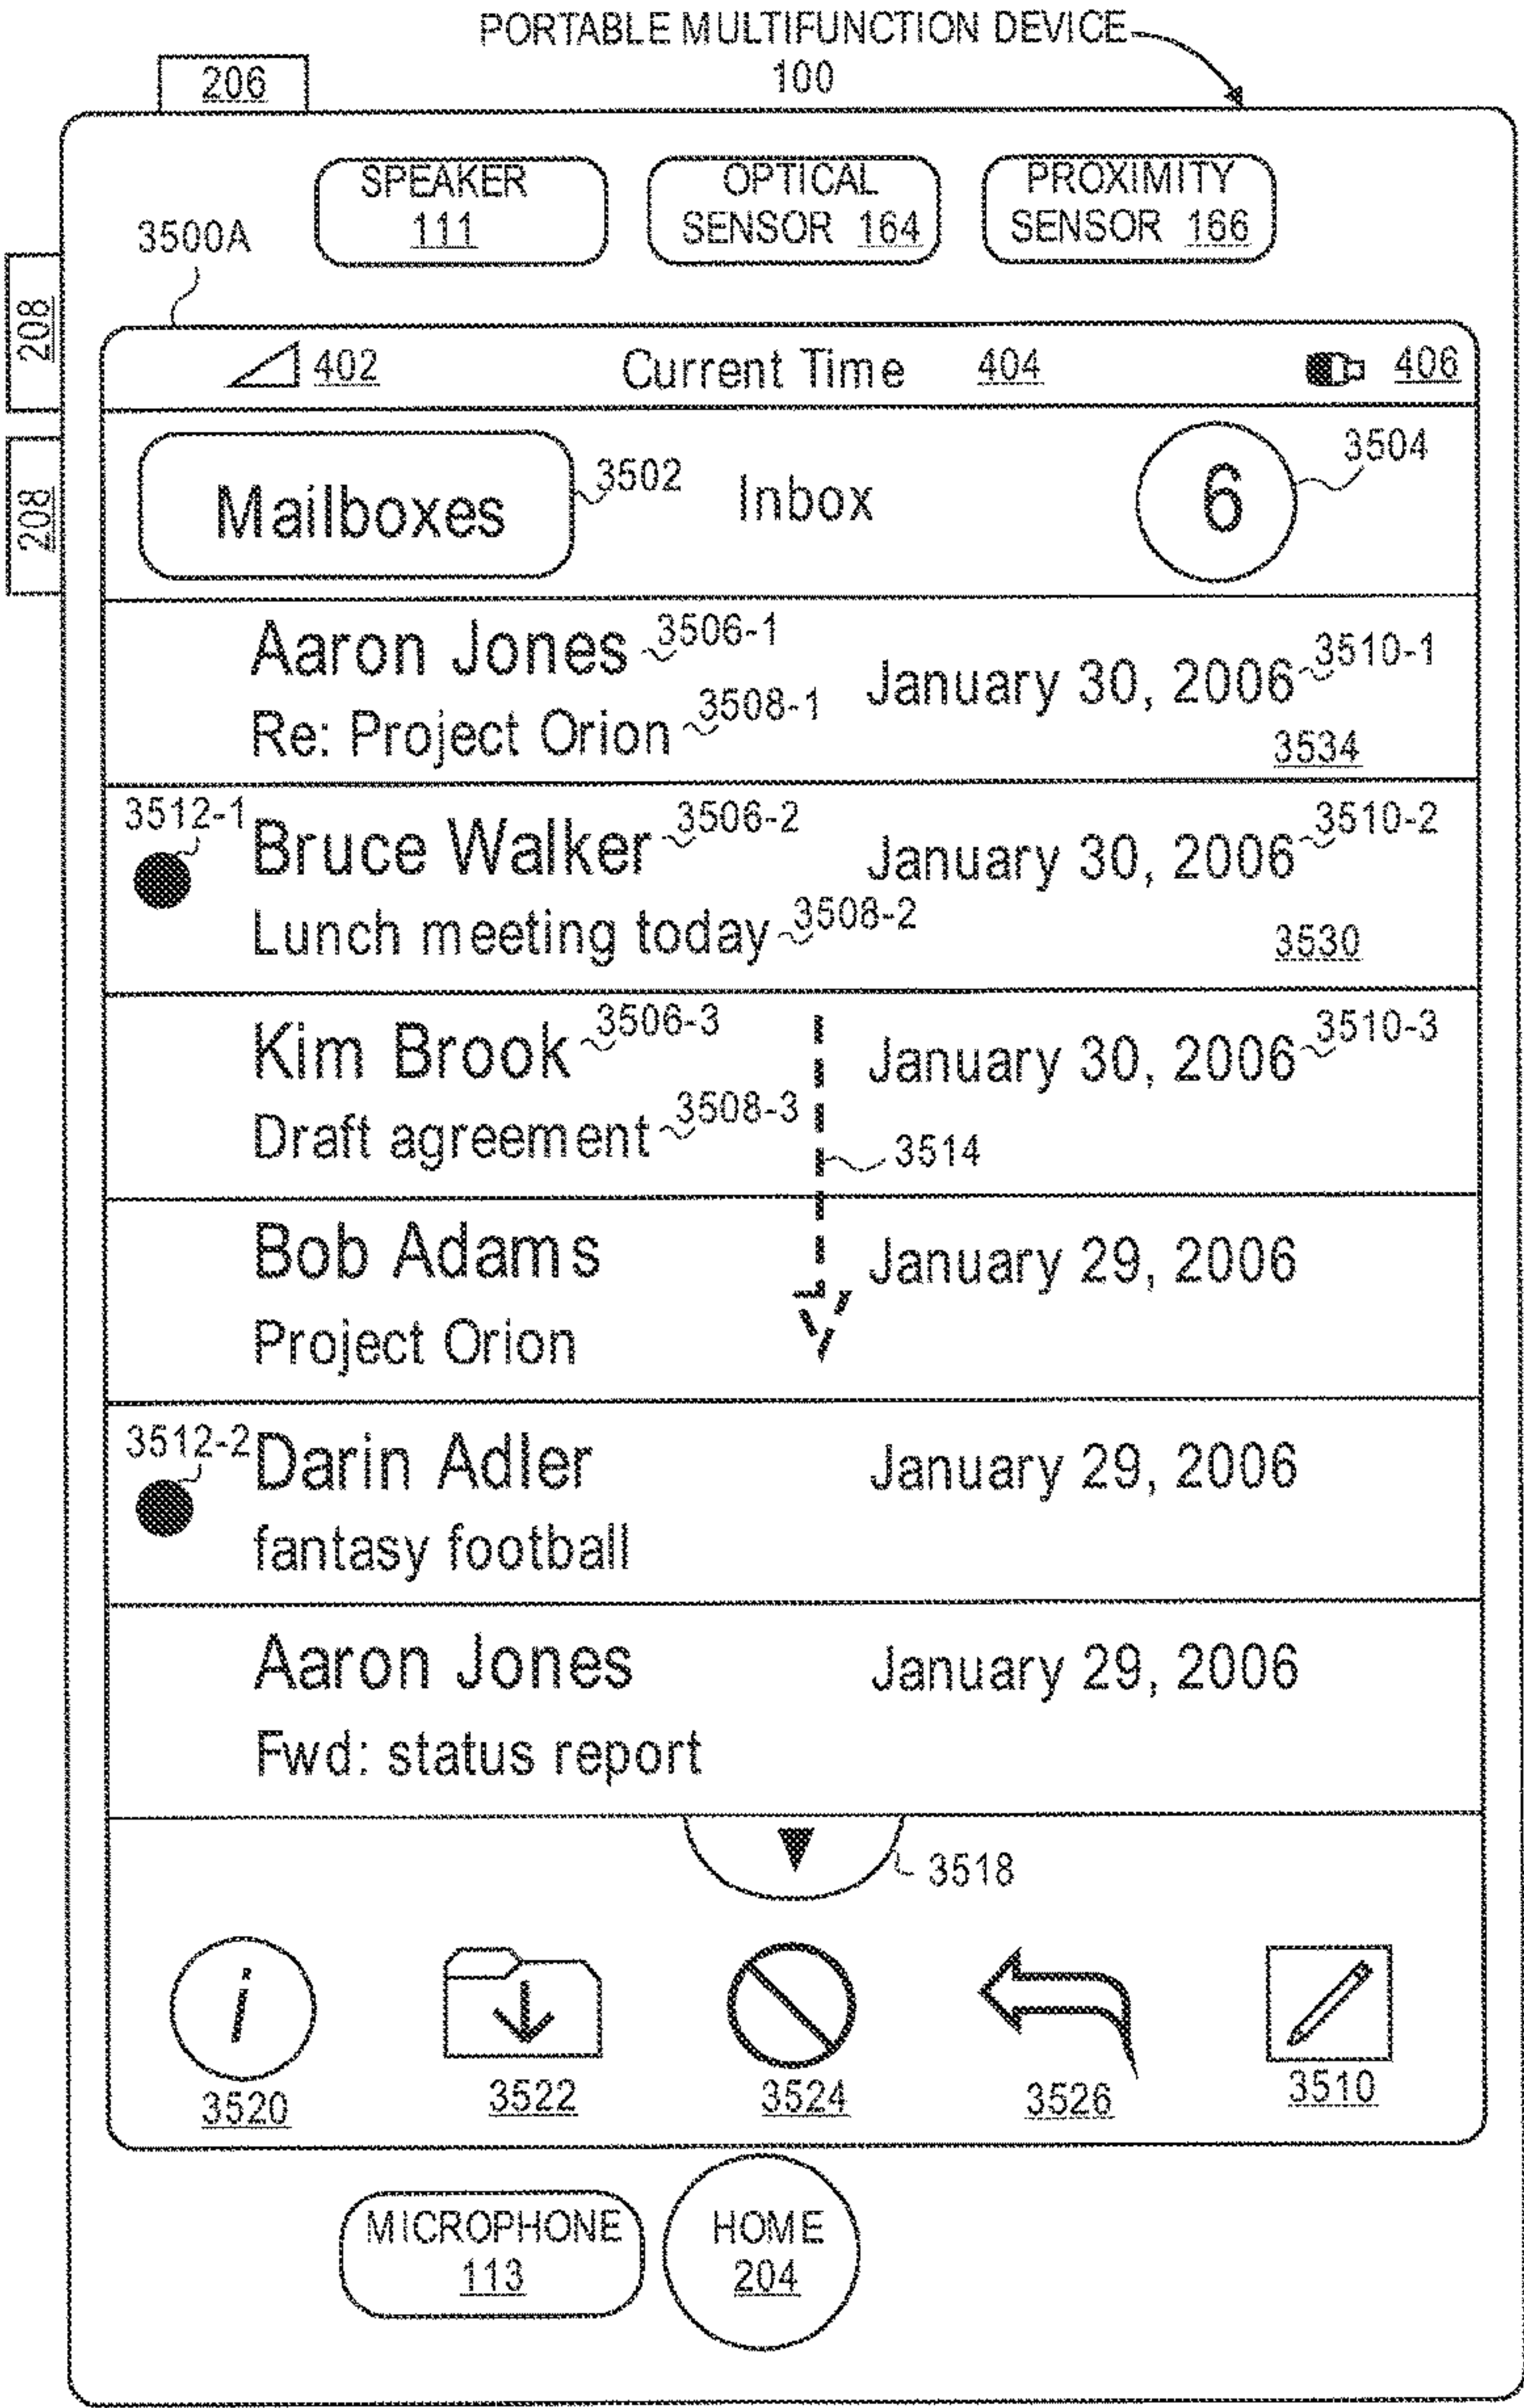 PORTABLE MULTIFUNCTION DEVICE
100
206
SPEAKER
111
OPTICAL
SENSOR 164
PROXIMITY
SENSOR 166
3500A
208
208
402 Current Time 404 406
Mailboxes 3502 Inbox 6 3504
Aaron Jones 3506-1 January 30, 2006 3510-1
Re: Project Orion 3508-1 3534
3512-1 Bruce Walker 3506-2 January 30, 2006 3510-2
Lunch meeting today 3508-2 3530
Kim Brook 3506-3 January 30, 2006 3510-3
Draft agreement 3508-3 3514
Bob Adams January 29, 2006
Project Orion
3512-2 Darin Adler January 29, 2006
fantasy football
Aaron Jones January 29, 2006
Fwd: status report
3518
i
3520 3522 3524 3526 3510
MICROPHONE
113
HOME
204